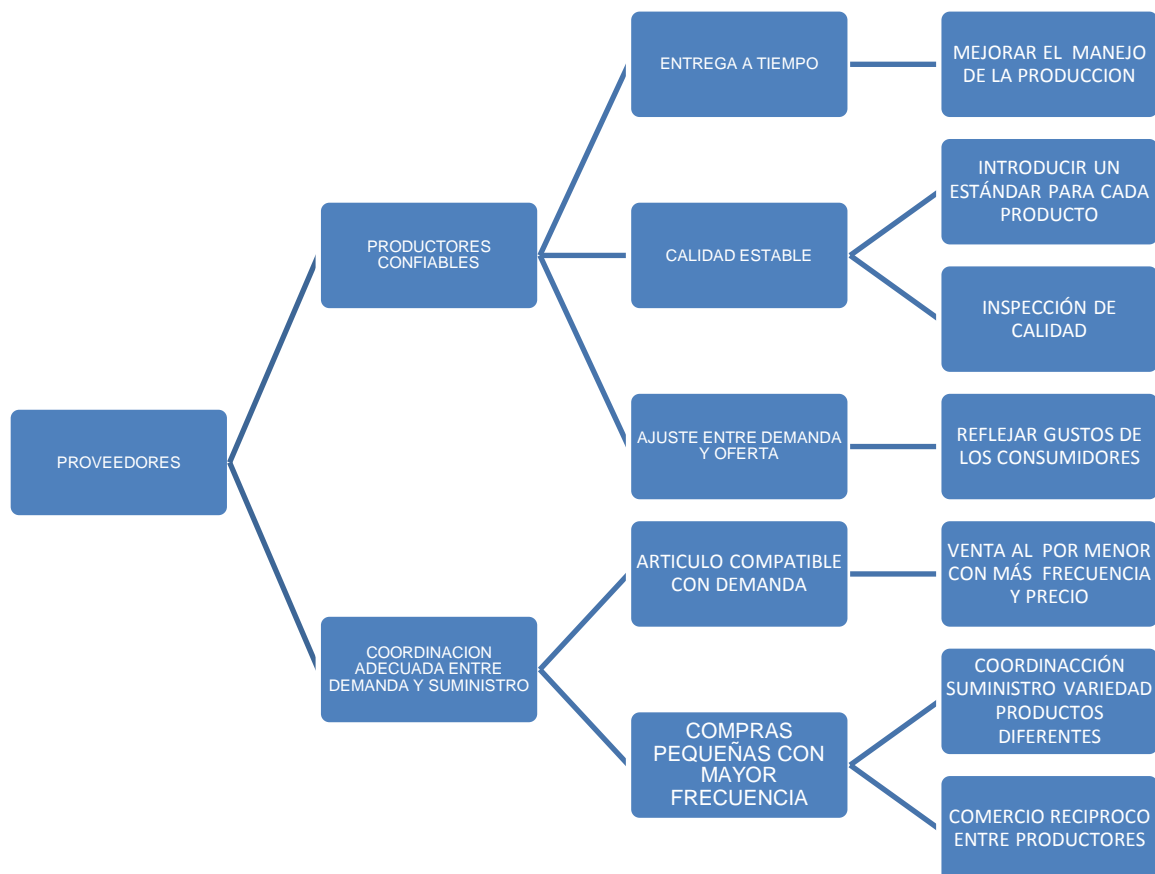 ENTREGA A TIEMPO
MEJORAR EL MANEJO
DE LA PRODUCCION
INTRODUCIR UN
ESTÁNDAR PARA CADA
PRODUCTO
PRODUCTORES
CONFIABLES
CALIDAD ESTABLE
INSPECCIÓN DE
CALIDAD
AJUSTE ENTRE DEMANDA
Y OFERTA
REFLEJAR GUSTOS DE
LOS CONSUMIDORES
PROVEEDORES
ARTICULO COMPATIBLE
CON DEMANDA
VENTA AL POR MENOR
CON MÁS FRECUENCIA
Y PRECIO
COORDINACION
ADECUADA ENTRE
DEMANDA Y SUMINISTRO
COORDINACCIÓN
SUMINISTRO VARIEDAD
PRODUCTOS
DIFERENTES
COMPRAS
PEQUEÑAS CON
MAYOR
FRECUENCIA
COMERCIO RECIPROCO
ENTRE PRODUCTORES